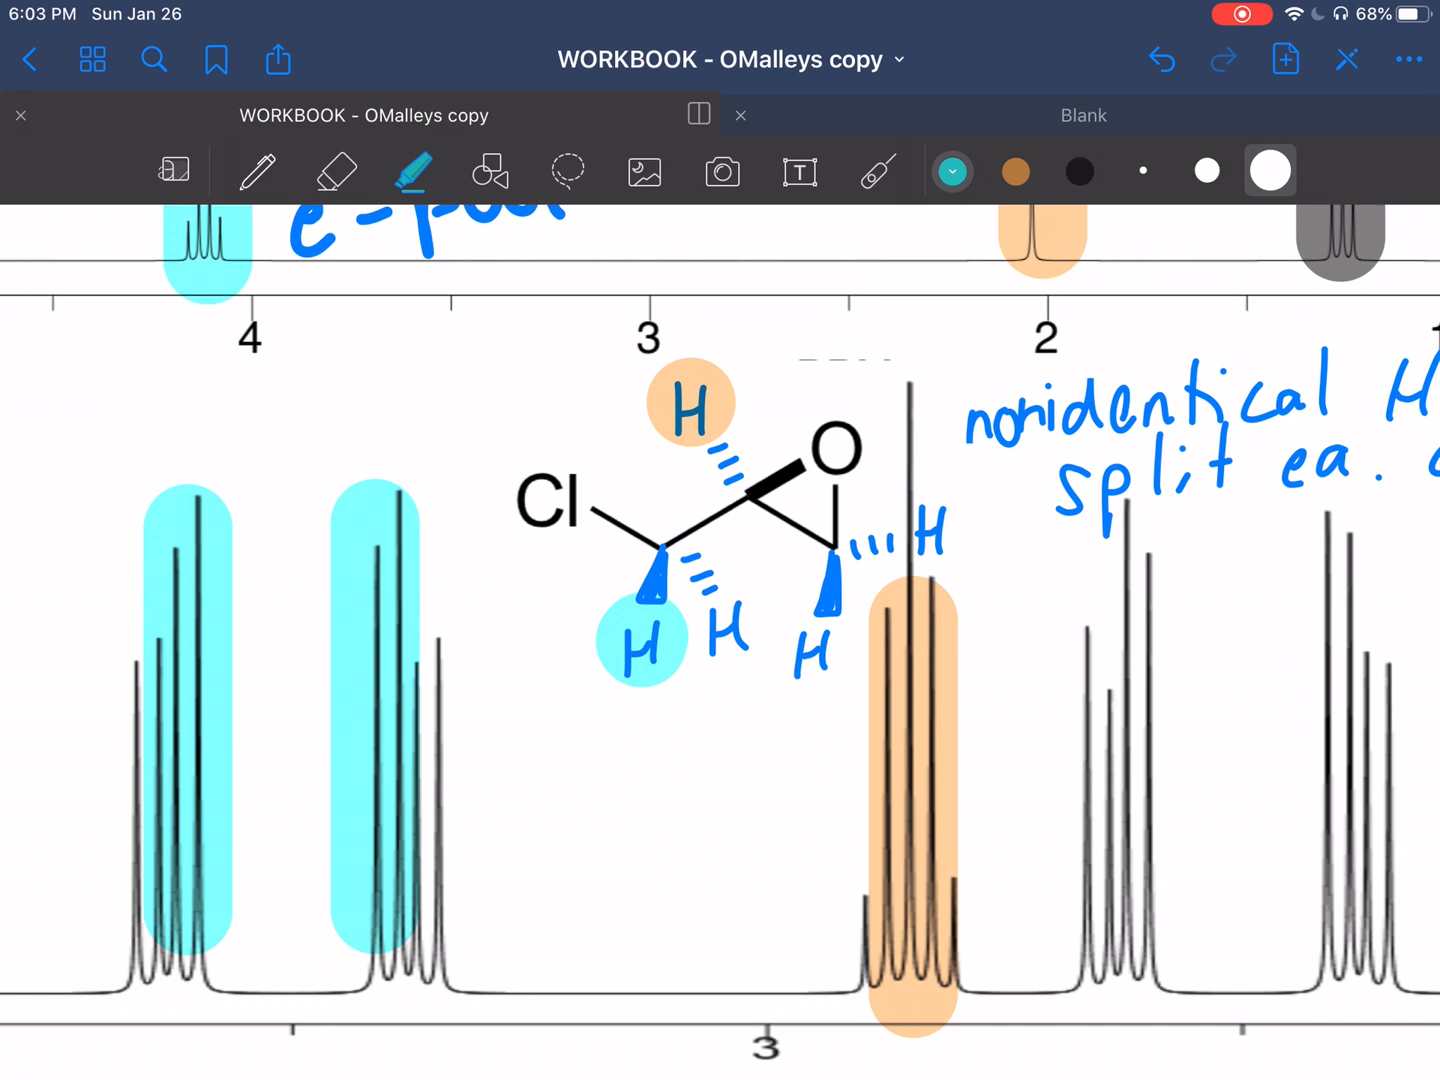 6:03 PM Sun Jan 26
68%
WORKBOOK - OMalleys copy
WORKBOOK - OMalleys copy
Blank
T
4 3 2
nonidentical H
split ea.
H
O
Cl
H
H H H
3